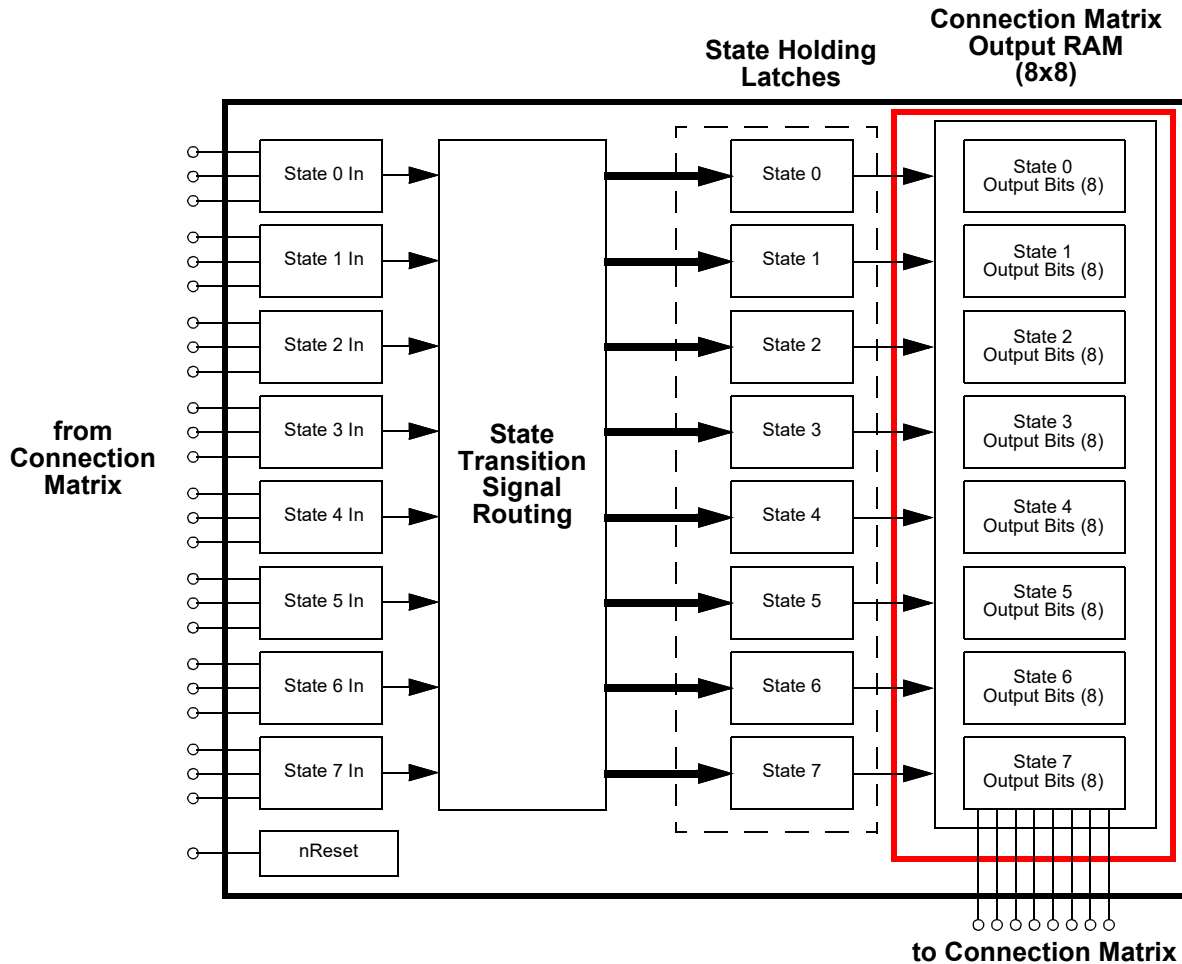 Connection Matrix
Output RAM
(8x8)
State Holding
Latches
from
Connection
Matrix
State 0 In
State 1 In
State 2 In
State 3 In
State 4 In
State 5 In
State 6 In
State 7 In
nReset
State
Transition
Signal
Routing
State 0
State 1
State 2
State 3
State 4
State 5
State 6
State 7
State 0
Output Bits (8)
State 1
Output Bits (8)
State 2
Output Bits (8)
State 3
Output Bits (8)
State 4
Output Bits (8)
State 5
Output Bits (8)
State 6
Output Bits (8)
State 7
Output Bits (8)
to Connection Matrix